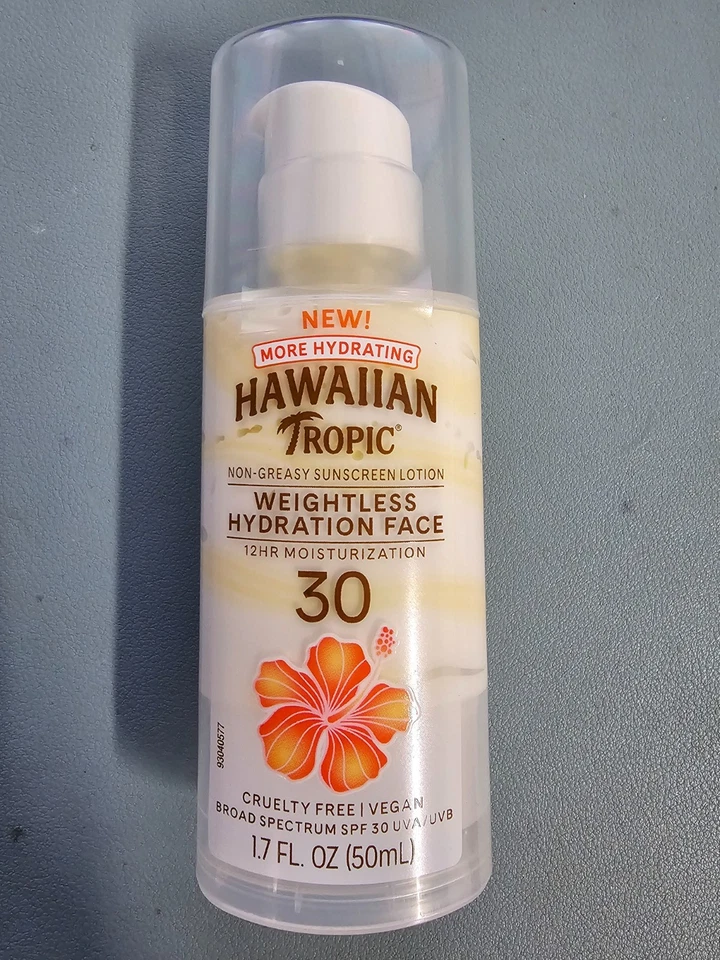 NEW!
MORE HYDRATING
HAWAIIAN
TROPIC®
NON-GREASY SUNSCREEN LOTION
WEIGHTLESS
HYDRATION FACE
12HR MOISTURIZATION
30
93040577
CRUELTY FREE | VEGAN
BROAD SPECTRUM SPF 30 UVA/UVB
1.7 FL. OZ (50mL)